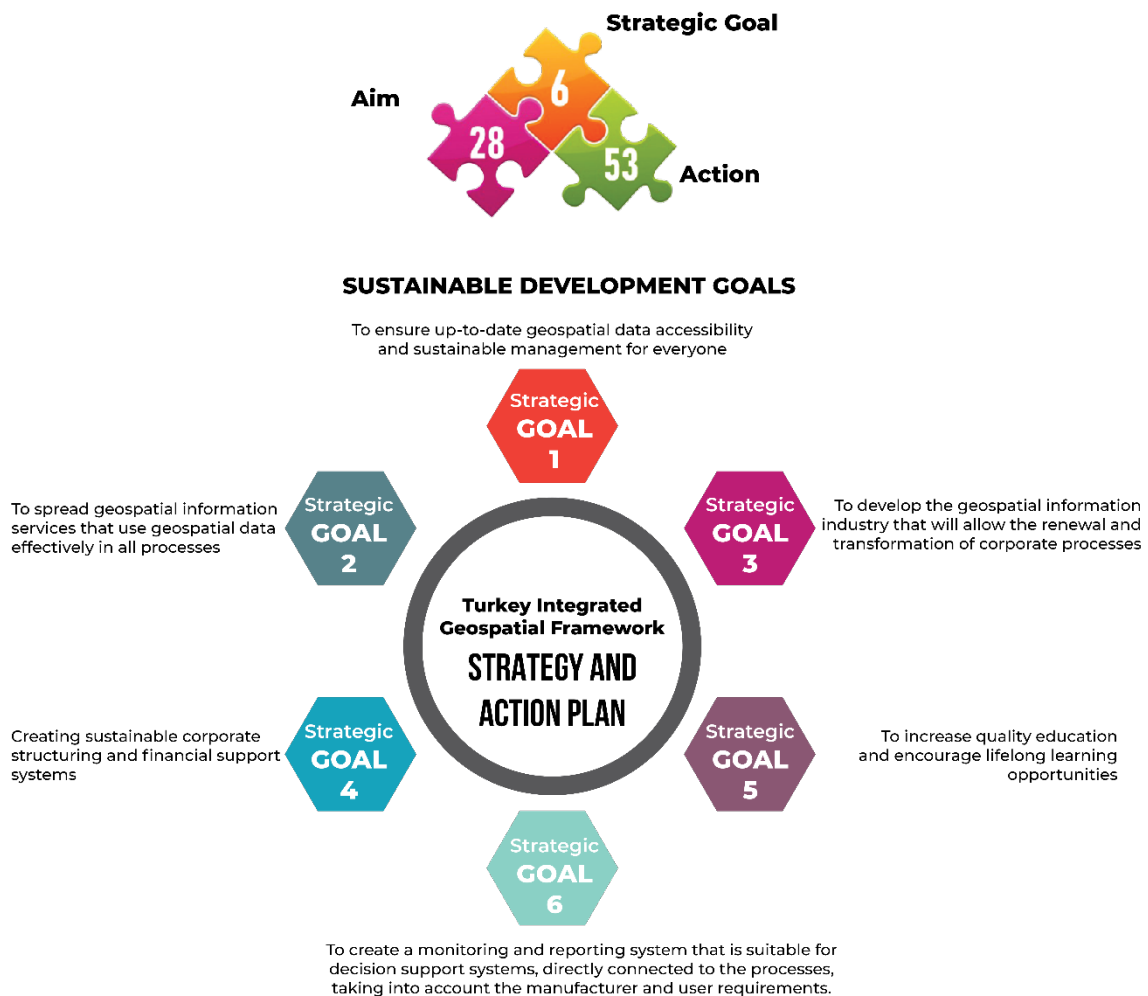 Strategic Goal
6
Aim
28
53
Action
SUSTAINABLE DEVELOPMENT GOALS
To ensure up-to-date geospatial data accessibility
and sustainable management for everyone
Strategic
GOAL
1
To spread geospatial information
services that use geospatial data
effectively in all processes
Strategic
GOAL
2
Strategic
GOAL
3
To develop the geospatial information
industry that will allow the renewal and
transformation of corporate processes
Turkey Integrated
Geospatial Framework
STRATEGY AND
ACTION PLAN
Creating sustainable corporate
structuring and financial support
systems
Strategic
GOAL
4
Strategic
GOAL
5
To increase quality education
and encourage lifelong learning
opportunities
Strategic
GOAL
6
To create a monitoring and reporting system that is suitable for
decision support systems, directly connected to the processes,
taking into account the manufacturer and user requirements.